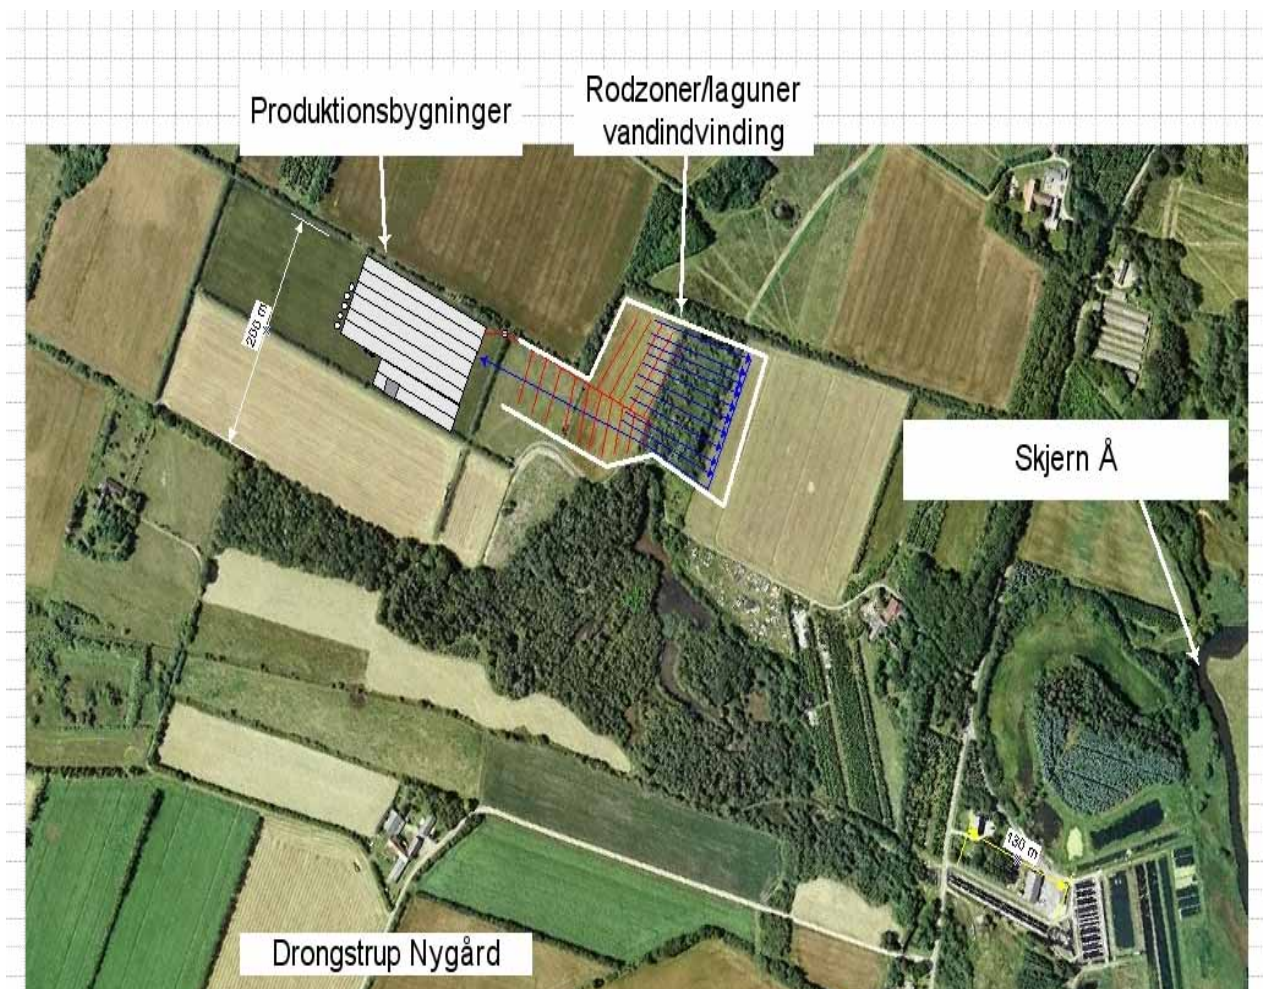 Produktionsbygninger
Rodzoner/laguner
vandindvinding
200 m
Skjern Å
130 m
Drongstrup Nygård